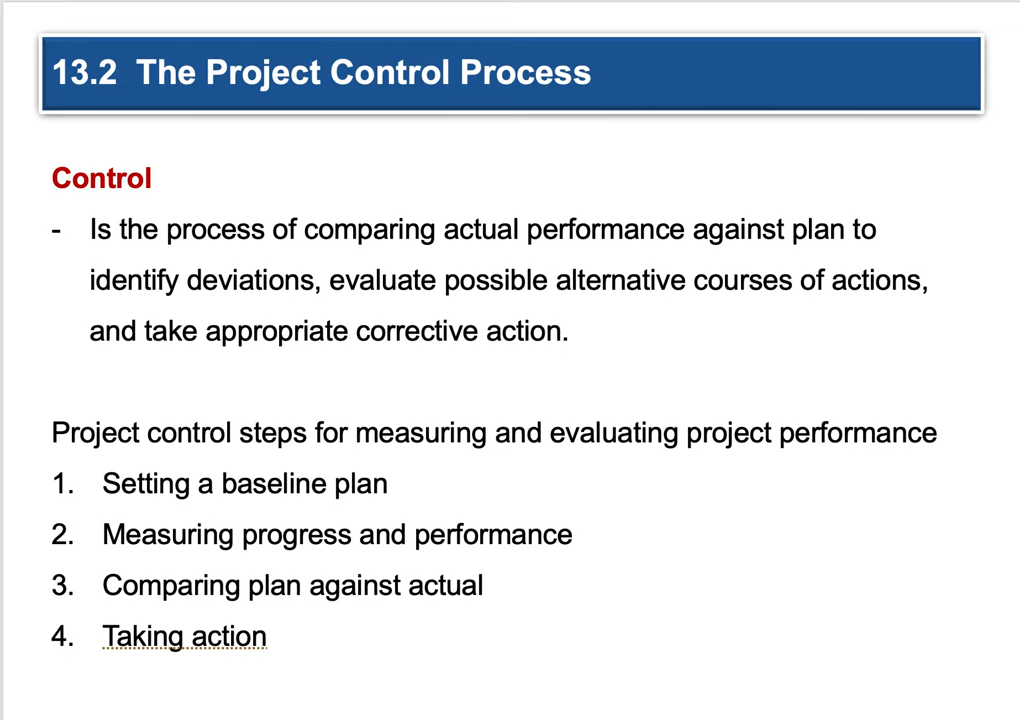 13.2 The Project Control Process
Control
- Is the process of comparing actual performance against plan to
identify deviations, evaluate possible alternative courses of actions,
and take appropriate corrective action.
Project control steps for measuring and evaluating project performance
1. Setting a baseline plan
2. Measuring progress and performance
3. Comparing plan against actual
4. Taking action